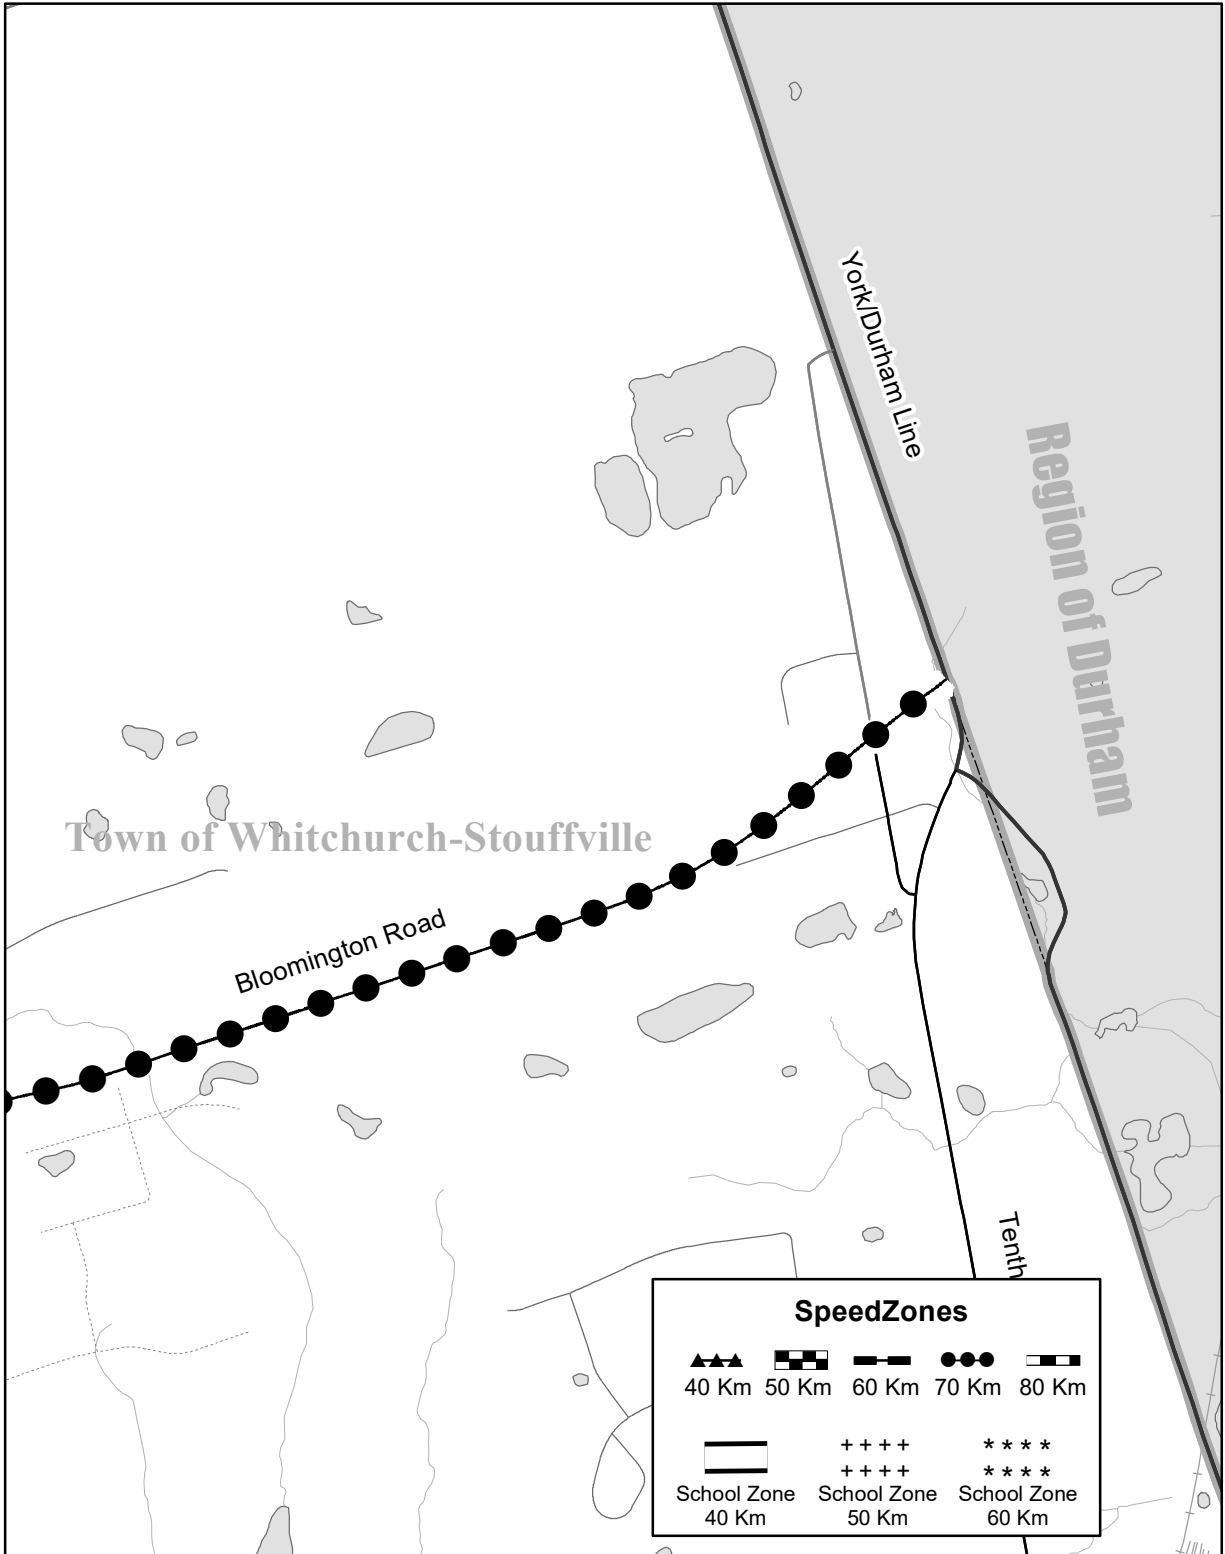 York/Durham Line
Region of Durham
Town of Whitchurch-Stouffville
Bloomington Road
Tenth
SpeedZones
40 Km 50 Km 60 Km 70 Km 80 Km
School Zone School Zone School Zone
40 Km 50 Km 60 Km